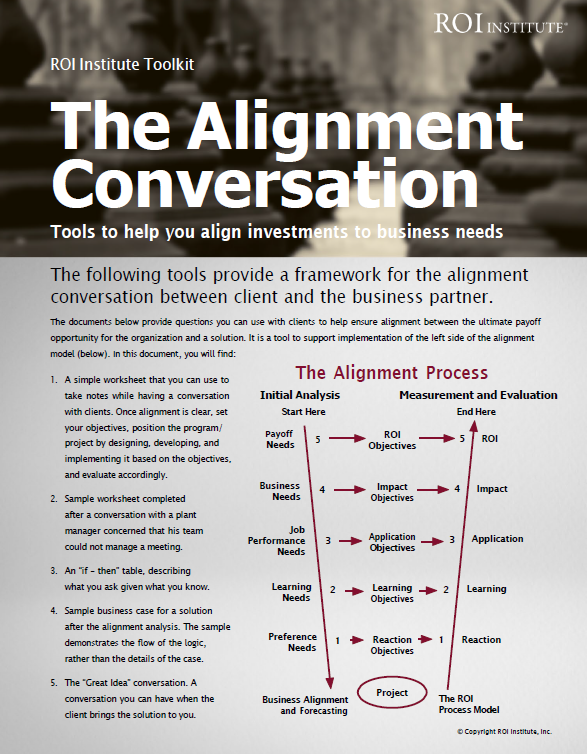 ROI INSTITUTE®
ROI Institute Toolkit
The Alignment
Conversation
Tools to help you align investments to business needs
The following tools provide a framework for the alignment
conversation between client and the business partner.
The documents below provide questions you can use with clients to help ensure alignment between the ultimate payoff
opportunity for the organization and a solution. It is a tool to support implementation of the left side of the alignment
model (below). In this document, you will find:
1. A simple worksheet that you can use to
take notes while having a conversation
with clients. Once alignment is clear, set
your objectives, position the program/
project by designing, developing, and
implementing it based on the objectives,
and evaluate accordingly.
2. Sample worksheet completed
after a conversation with a plant
manager concerned that his team
could not manage a meeting.
3. An "if – then" table, describing
what you ask given what you know.
4. Sample business case for a solution
after the alignment analysis. The sample
demonstrates the flow of the logic,
rather than the details of the case.
5. The "Great Idea" conversation. A
conversation you can have when the
client brings the solution to you.
The Alignment Process
Initial Analysis Measurement and Evaluation
Start Here End Here
Payoff
Needs
5
ROI
Objectives
5 ROI
Business
Needs
4
Impact
Objectives
4 Impact
Job
Performance
Needs
3
Application
Objectives
3 Application
Learning
Needs
2
Learning
Objectives
2 Learning
Preference
Needs
1
Reaction
Objectives
1 Reaction
Business Alignment
and Forecasting
Project
The ROI
Process Model
© Copyright ROI Institute, Inc.